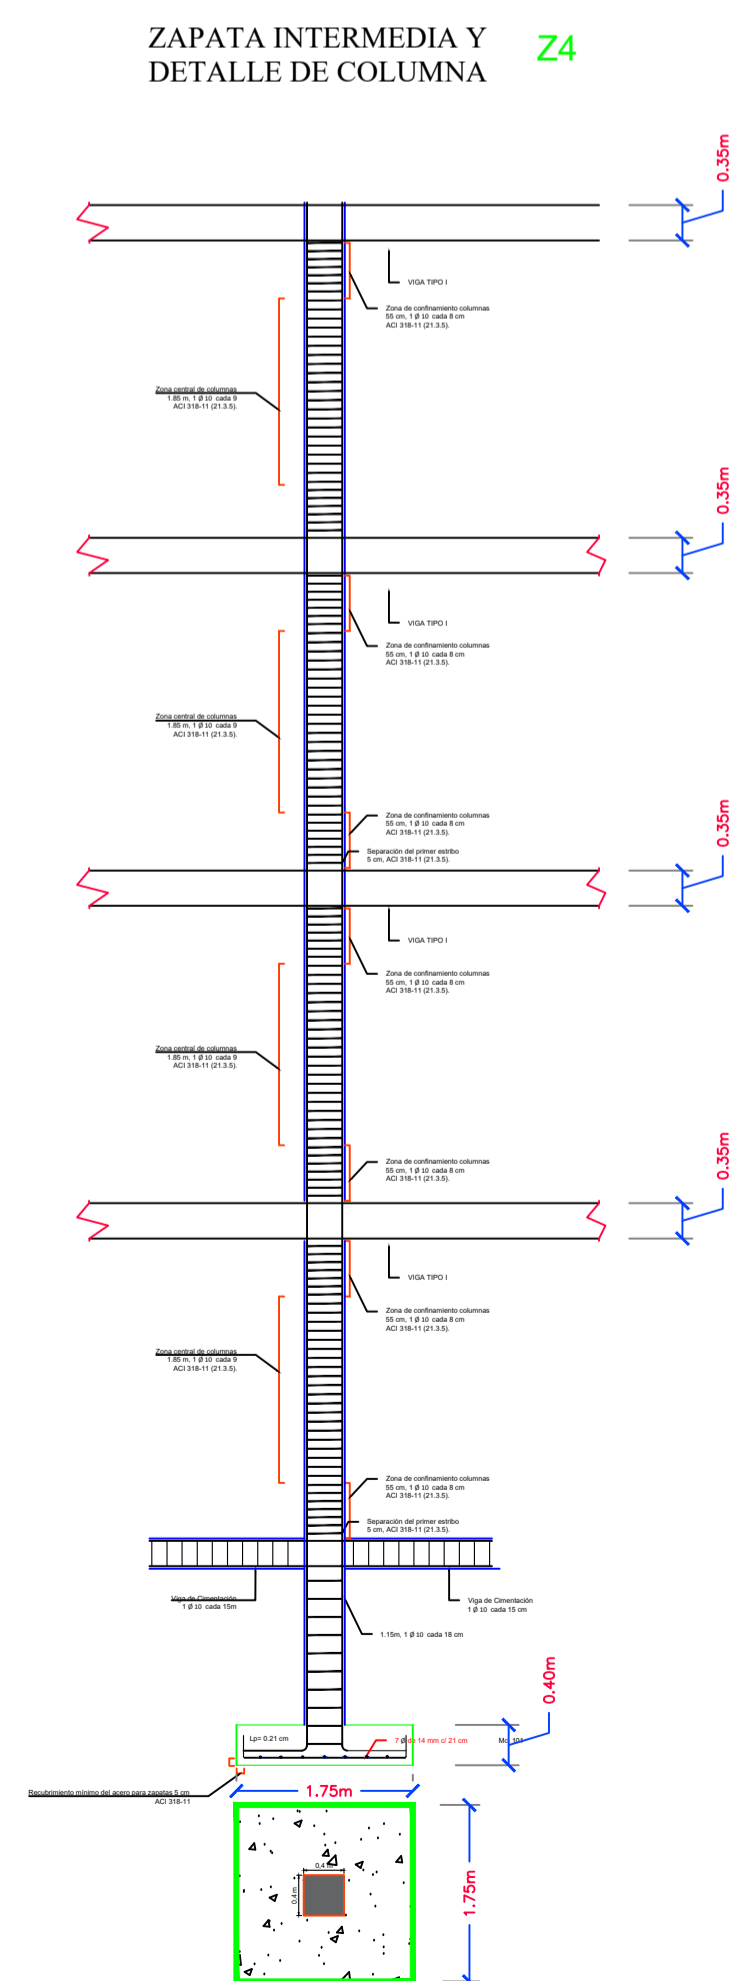 ZAPATA INTERMEDIA Y
DETALLE DE COLUMNA
Z4
0.35m
VIGA TIPO I
Zona de confinamiento columnas
55 cm, 1 Ø 10 cada 8 cm
ACI 318-11 (21.3.5).
Zona central de columnas
1.85 m, 1 Ø 10 cada 9
ACI 318-11 (21.3.5).
0.35m
VIGA TIPO I
Zona de confinamiento columnas
55 cm, 1 Ø 10 cada 8 cm
ACI 318-11 (21.3.5).
Zona central de columnas
1.85 m, 1 Ø 10 cada 9
ACI 318-11 (21.3.5).
Zona de confinamiento columnas
55 cm, 1 Ø 10 cada 8 cm
ACI 318-11 (21.3.5).
Separación del primer estribo
5 cm, ACI 318-11 (21.3.5).
0.35m
VIGA TIPO I
Zona de confinamiento columnas
55 cm, 1 Ø 10 cada 8 cm
ACI 318-11 (21.3.5).
Zona central de columnas
1.85 m, 1 Ø 10 cada 9
ACI 318-11 (21.3.5).
Zona de confinamiento columnas
55 cm, 1 Ø 10 cada 8 cm
ACI 318-11 (21.3.5).
0.35m
VIGA TIPO I
Zona de confinamiento columnas
55 cm, 1 Ø 10 cada 8 cm
ACI 318-11 (21.3.5).
Zona central de columnas
1.85 m, 1 Ø 10 cada 9
ACI 318-11 (21.3.5).
Zona de confinamiento columnas
55 cm, 1 Ø 10 cada 8 cm
ACI 318-11 (21.3.5).
Separación del primer estribo
5 cm, ACI 318-11 (21.3.5).
Viga de Cimentación
1 Ø 10 cada 15m
Viga de Cimentación
1 Ø 10 cada 15 cm
1.15m, 1 Ø 10 cada 18 cm
0.40m
Lp= 0.21 cm
7 Ø de 14 mm c/ 21 cm
Mc 101
Recubrimiento mínimo del acero para zapatas 5 cm
ACI 318-11
1.75m
0,4 m
0,4 m
1.75m